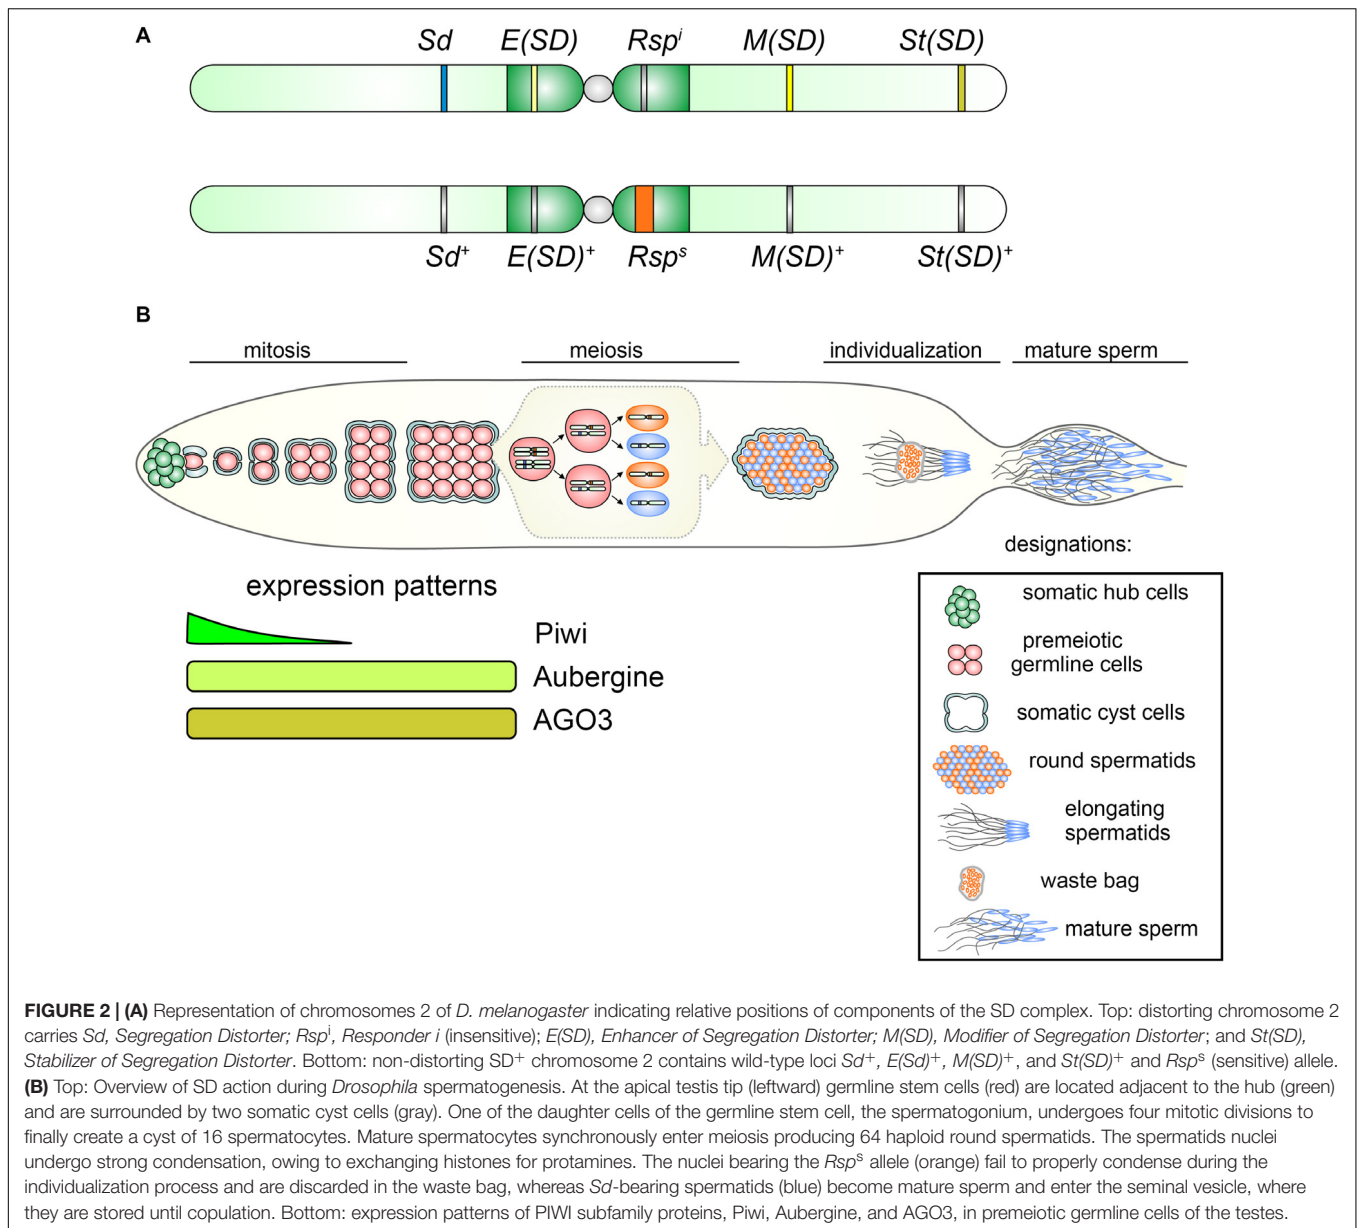 A
Sd E(SD) Rspⁱ M(SD) St(SD)
Sd⁺ E(SD)⁺ Rspˢ M(SD)⁺ St(SD)⁺
B
mitosis meiosis individualization mature sperm
designations:
expression patterns
Piwi
Aubergine
AGO3
somatic hub cells
premeiotic
germline cells
somatic cyst cells
round spermatids
elongating
spermatids
waste bag
mature sperm
FIGURE 2 | (A) Representation of chromosomes 2 of D. melanogaster indicating relative positions of components of the SD complex. Top: distorting chromosome 2
carries Sd, Segregation Distorter; Rspⁱ, Responder i (insensitive); E(SD), Enhancer of Segregation Distorter; M(SD), Modifier of Segregation Distorter; and St(SD),
Stabilizer of Segregation Distorter. Bottom: non-distorting SD⁺ chromosome 2 contains wild-type loci Sd⁺, E(Sd)⁺, M(SD)⁺, and St(SD)⁺ and Rspˢ (sensitive) allele.
(B) Top: Overview of SD action during Drosophila spermatogenesis. At the apical testis tip (leftward) germline stem cells (red) are located adjacent to the hub (green)
and are surrounded by two somatic cyst cells (gray). One of the daughter cells of the germline stem cell, the spermatogonium, undergoes four mitotic divisions to
finally create a cyst of 16 spermatocytes. Mature spermatocytes synchronously enter meiosis producing 64 haploid round spermatids. The spermatids nuclei
undergo strong condensation, owing to exchanging histones for protamines. The nuclei bearing the Rspˢ allele (orange) fail to properly condense during the
individualization process and are discarded in the waste bag, whereas Sd-bearing spermatids (blue) become mature sperm and enter the seminal vesicle, where
they are stored until copulation. Bottom: expression patterns of PIWI subfamily proteins, Piwi, Aubergine, and AGO3, in premeiotic germline cells of the testes.